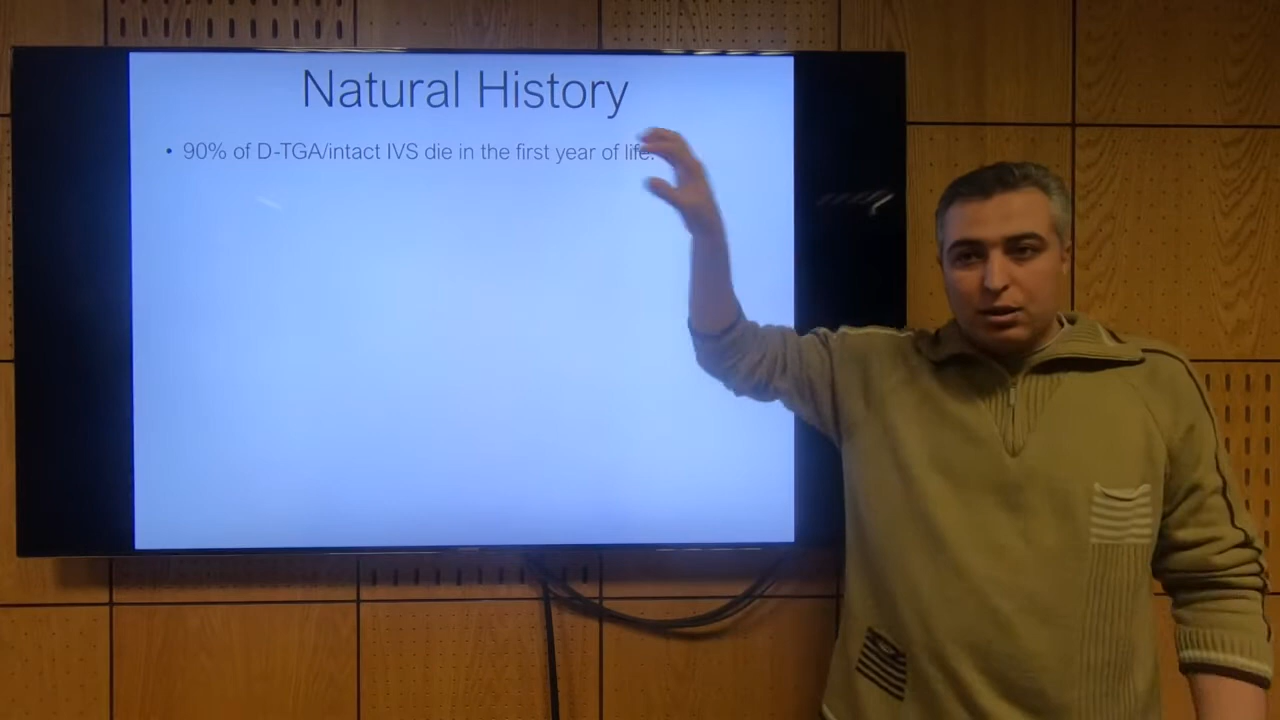 Natural History
• 90% of D-TGA/intact IVS die in the first year of life.